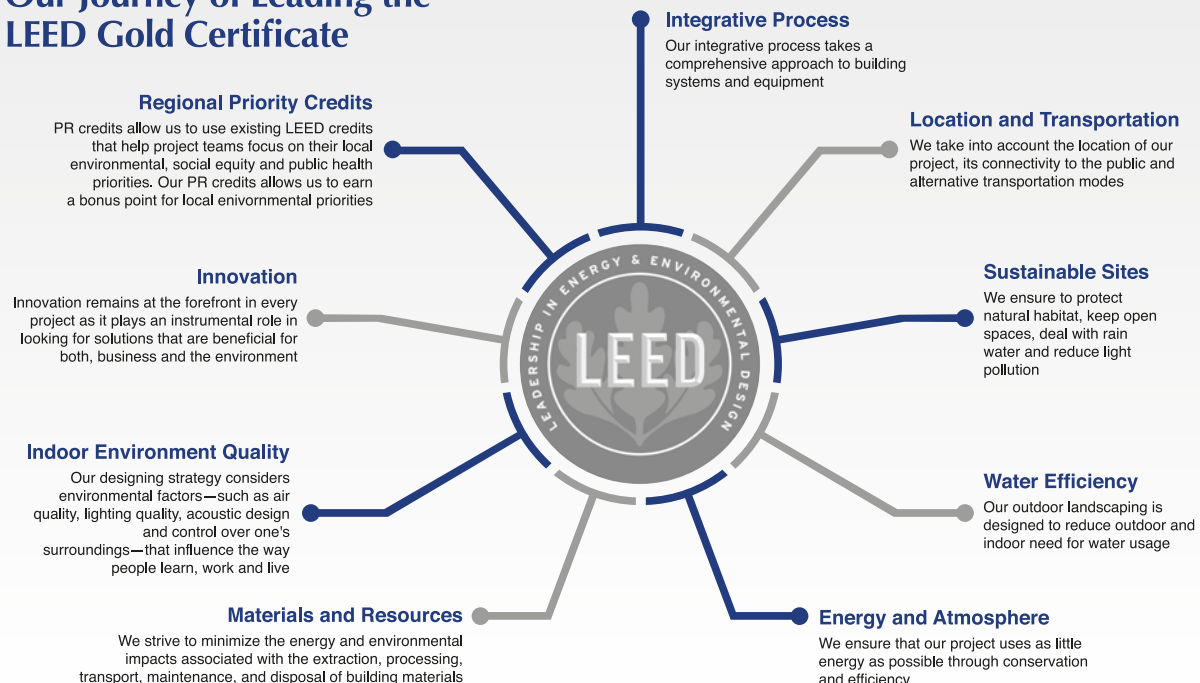 Our Journey of Leading the
LEED Gold Certificate
Integrative Process
Our integrative process takes a
comprehensive approach to building
systems and equipment
Regional Priority Credits
PR credits allow us to use existing LEED credits
that help project teams focus on their local
environmental, social equity and public health
priorities. Our PR credits allows us to earn
a bonus point for local enivornmental priorities
Location and Transportation
We take into account the location of our
project, its connectivity to the public and
alternative transportation modes
Innovation
Innovation remains at the forefront in every
project as it plays an instrumental role in
looking for solutions that are beneficial for
both, business and the environment
LEADERSHIP IN ENERGY & ENVIRONMENTAL DESIGN
LEED
Sustainable Sites
We ensure to protect
natural habitat, keep open
spaces, deal with rain
water and reduce light
pollution
Indoor Environment Quality
Our designing strategy considers
environmental factors—such as air
quality, lighting quality, acoustic design
and control over one's
surroundings—that influence the way
people learn, work and live
Water Efficiency
Our outdoor landscaping is
designed to reduce outdoor and
indoor need for water usage
Materials and Resources
We strive to minimize the energy and environmental
impacts associated with the extraction, processing,
transport, maintenance, and disposal of building materials
Energy and Atmosphere
We ensure that our project uses as little
energy as possible through conservation
and efficiency